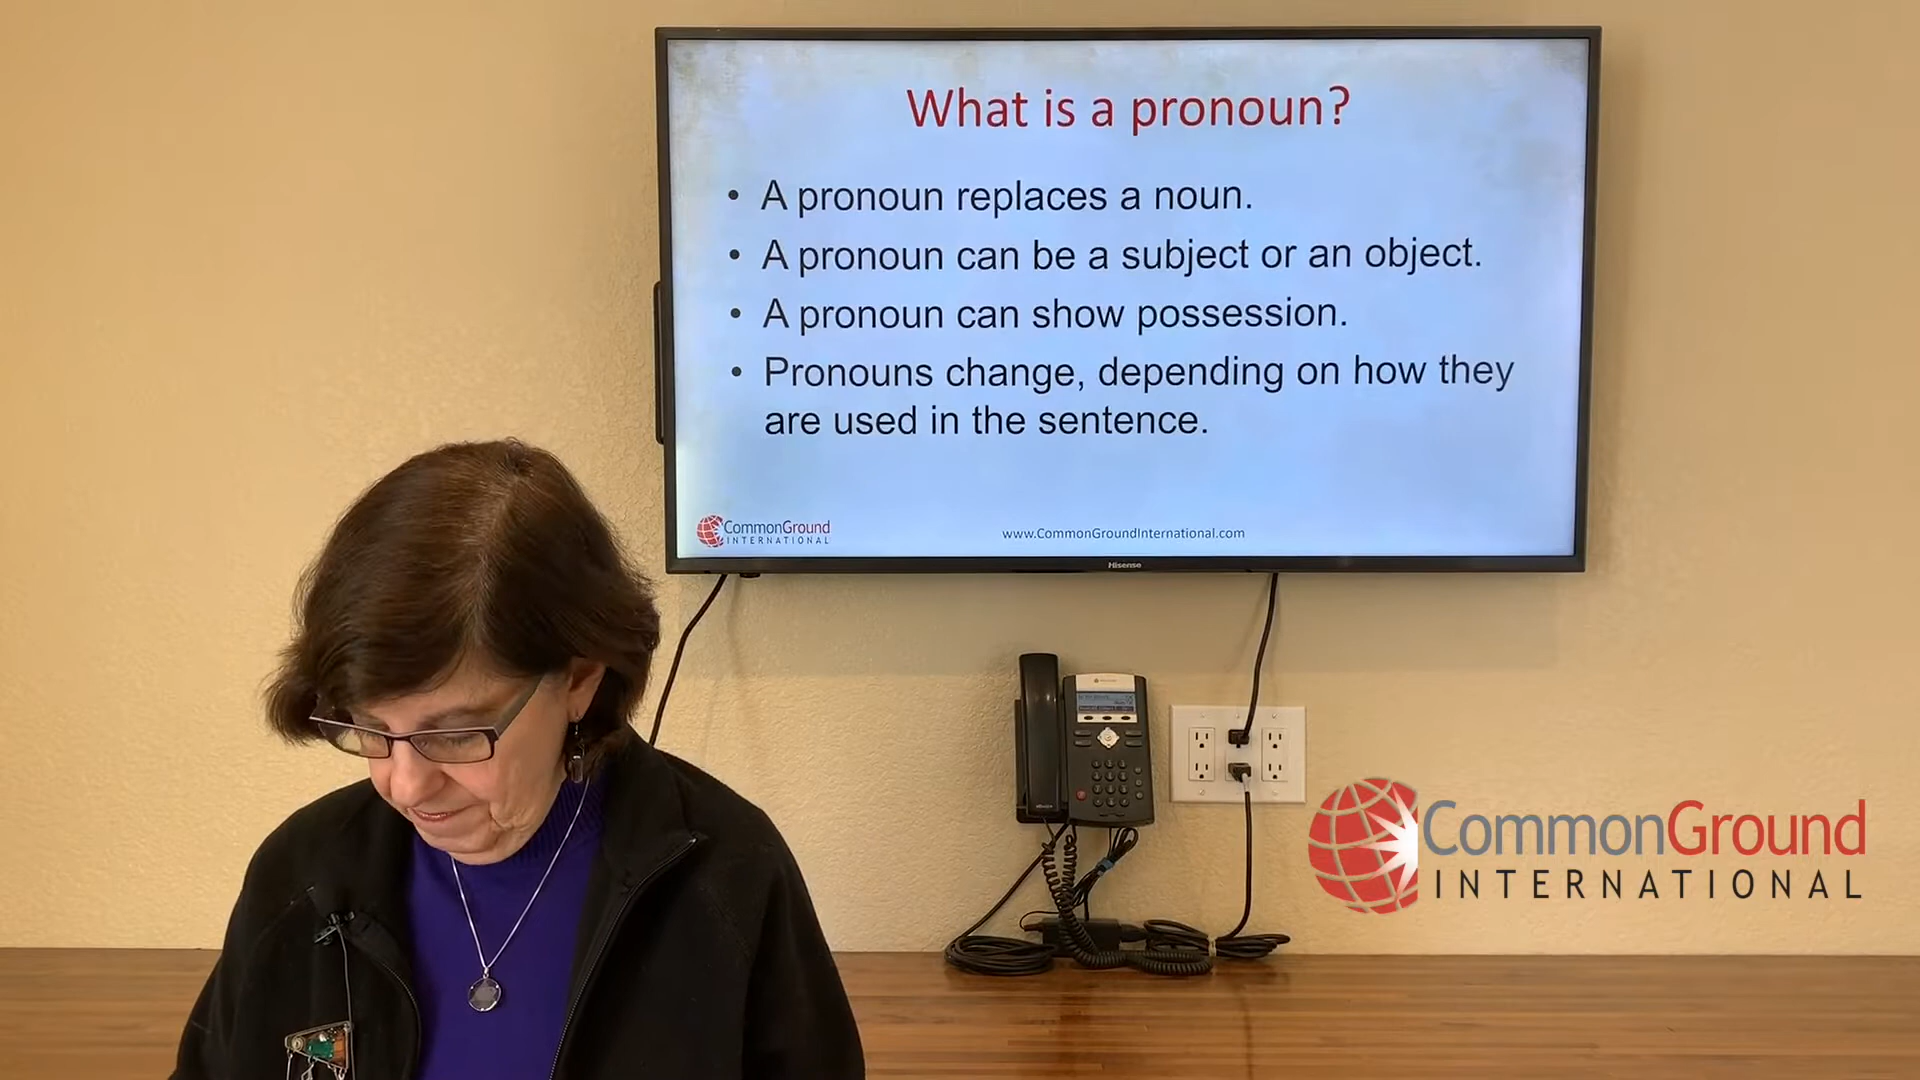 What is a pronoun?
• A pronoun replaces a noun.
• A pronoun can be a subject or an object.
• A pronoun can show possession.
• Pronouns change, depending on how they
are used in the sentence.
CommonGround
INTERNATIONAL
www.CommonGroundInternational.com
Hisense
CommonGround
INTERNATIONAL